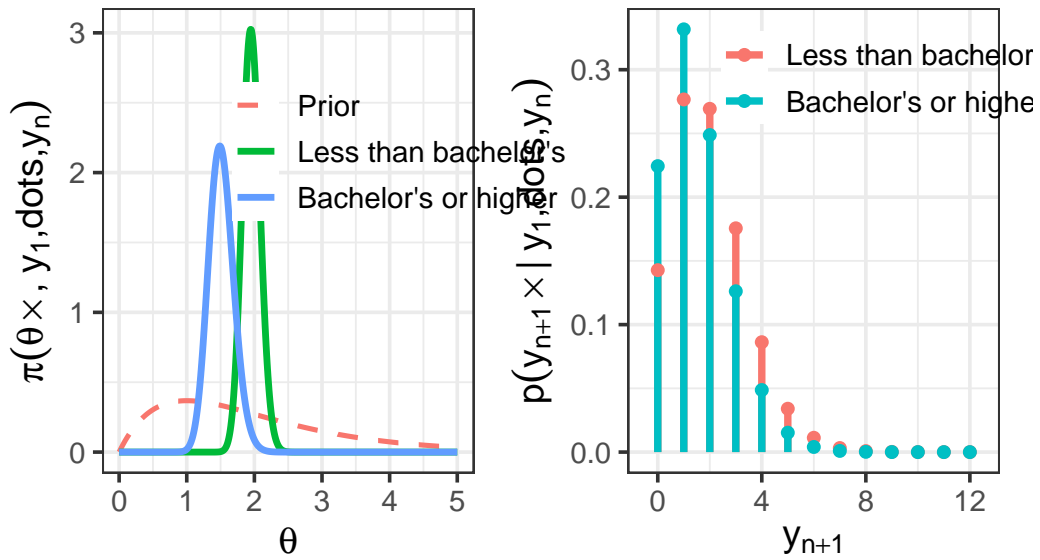 π(θ×, y₁,dots,yₙ)
3
2
1
0
0 1 2 3 4 5
θ
Prior
Less than bachelor's
Bachelor's or higher
p(yₙ₊₁ × | y₁,dots,yₙ)
0.3
0.2
0.1
0.0
0 4 8 12
yₙ₊₁
Less than bachelor
Bachelor's or highe